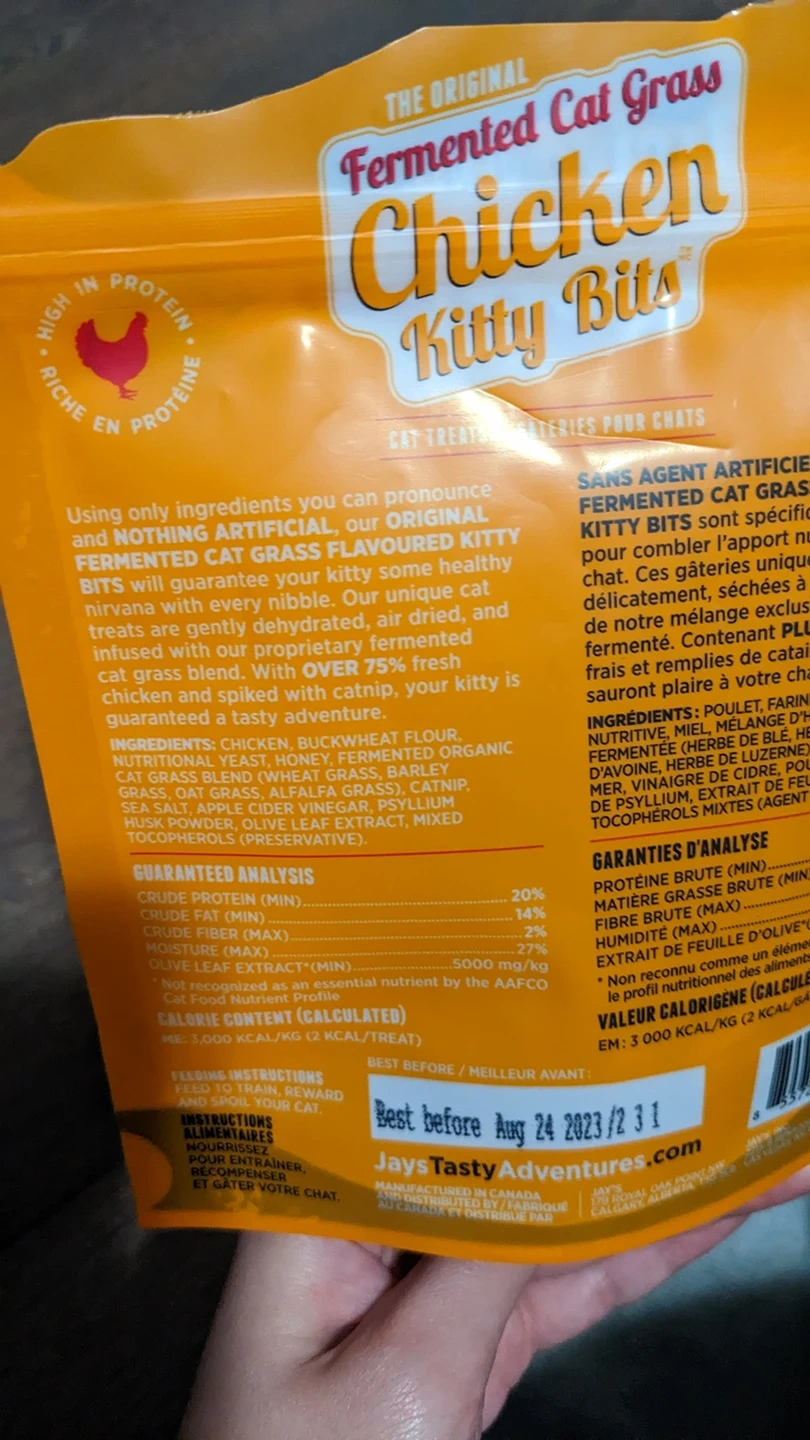 THE ORIGINAL
Fermented Cat Grass
Chicken
Kitty Bits
HIGH IN PROTEIN
RICHE EN PROTÉINE
CAT TREATS
POUR CHATS
Using only ingredients you can pronounce
and NOTHING ARTIFICIAL, our ORIGINAL
FERMENTED CAT GRASS FLAVOURED KITTY
BITS will guarantee your kitty some healthy
nirvana with every nibble. Our unique cat
treats are gently dehydrated, air dried, and
infused with our proprietary fermented
cat grass blend. With OVER 75% fresh
chicken and spiked with catnip, your kitty is
guaranteed a tasty adventure.
INGREDIENTS: CHICKEN, BUCKWHEAT FLOUR,
NUTRITIONAL YEAST, HONEY, FERMENTED ORGANIC
CAT GRASS BLEND (WHEAT GRASS, BARLEY
GRASS, OAT GRASS, ALFALFA GRASS), CATNIP,
SEA SALT, APPLE CIDER VINEGAR, PSYLLIUM
HUSK POWDER, OLIVE LEAF EXTRACT, MIXED
TOCOPHEROLS (PRESERVATIVE).
GUARANTEED ANALYSIS
CRUDE PROTEIN (MIN) 20%
CRUDE FAT (MIN) 14%
CRUDE FIBER (MAX) 2%
MOISTURE (MAX) 27%
OLIVE LEAF EXTRACT*(MIN) 5000 mg/kg
* Not recognized as an essential nutrient by the AAFCO
Cat Food Nutrient Profile
CALORIE CONTENT (CALCULATED)
ME: 3,000 KCAL/KG (2 KCAL/TREAT)
FEEDING INSTRUCTIONS
FEED TO TRAIN, REWARD
AND SPOIL YOUR CAT.
INSTRUCTIONS
ALIMENTAIRES
NOURRISSEZ
POUR ENTRAÎNER,
RÉCOMPENSER
ET GÂTER VOTRE CHAT.
BEST BEFORE / MEILLEUR AVANT:
Best before Aug 24 2023 /2 3 1
JaysTastyAdventures.com
MANUFACTURED IN CANADA
AND DISTRIBUTED BY / FABRIQUÉ
AU CANADA ET DISTRIBUÉ PAR
JAY'S
ROYAL OAK POINT NW
CALGARY, ALBERTA,
SANS AGENT ARTIFICIE
FERMENTED CAT GRAS
KITTY BITS sont spécific
pour combler l'apport nu
chat. Ces gâteries unique
délicatement, séchées à
de notre mélange exclus
fermenté. Contenant PLU
frais et remplies de catai
sauront plaire à votre cha
INGRÉDIENTS: POULET, FARIN
NUTRITIVE, MIEL, MÉLANGE D'H
FERMENTÉE (HERBE DE BLÉ, HE
D'AVOINE, HERBE DE LUZERNE)
MER, VINAIGRE DE CIDRE, POU
DE PSYLLIUM, EXTRAIT DE FEU
TOCOPHÉROLS MIXTES (AGENT
GARANTIES D'ANALYSE
PROTÉINE BRUTE (MIN)
MATIÈRE GRASSE BRUTE (MIN
FIBRE BRUTE (MAX)
HUMIDITÉ (MAX)
EXTRAIT DE FEUILLE D'OLIVE*
* Non reconnu comme un éléme
le profil nutritionnel des aliments
VALEUR CALORIGÈNE (CALCULÉ
EM: 3 000 KCAL/KG (2 KCAL/GÂ